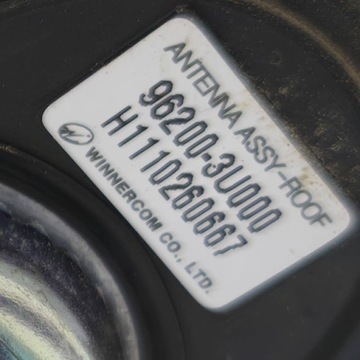 ANTENNA ASSY-ROOF
96200-3U000
H1110260667
WINNERCOM CO., LTD.